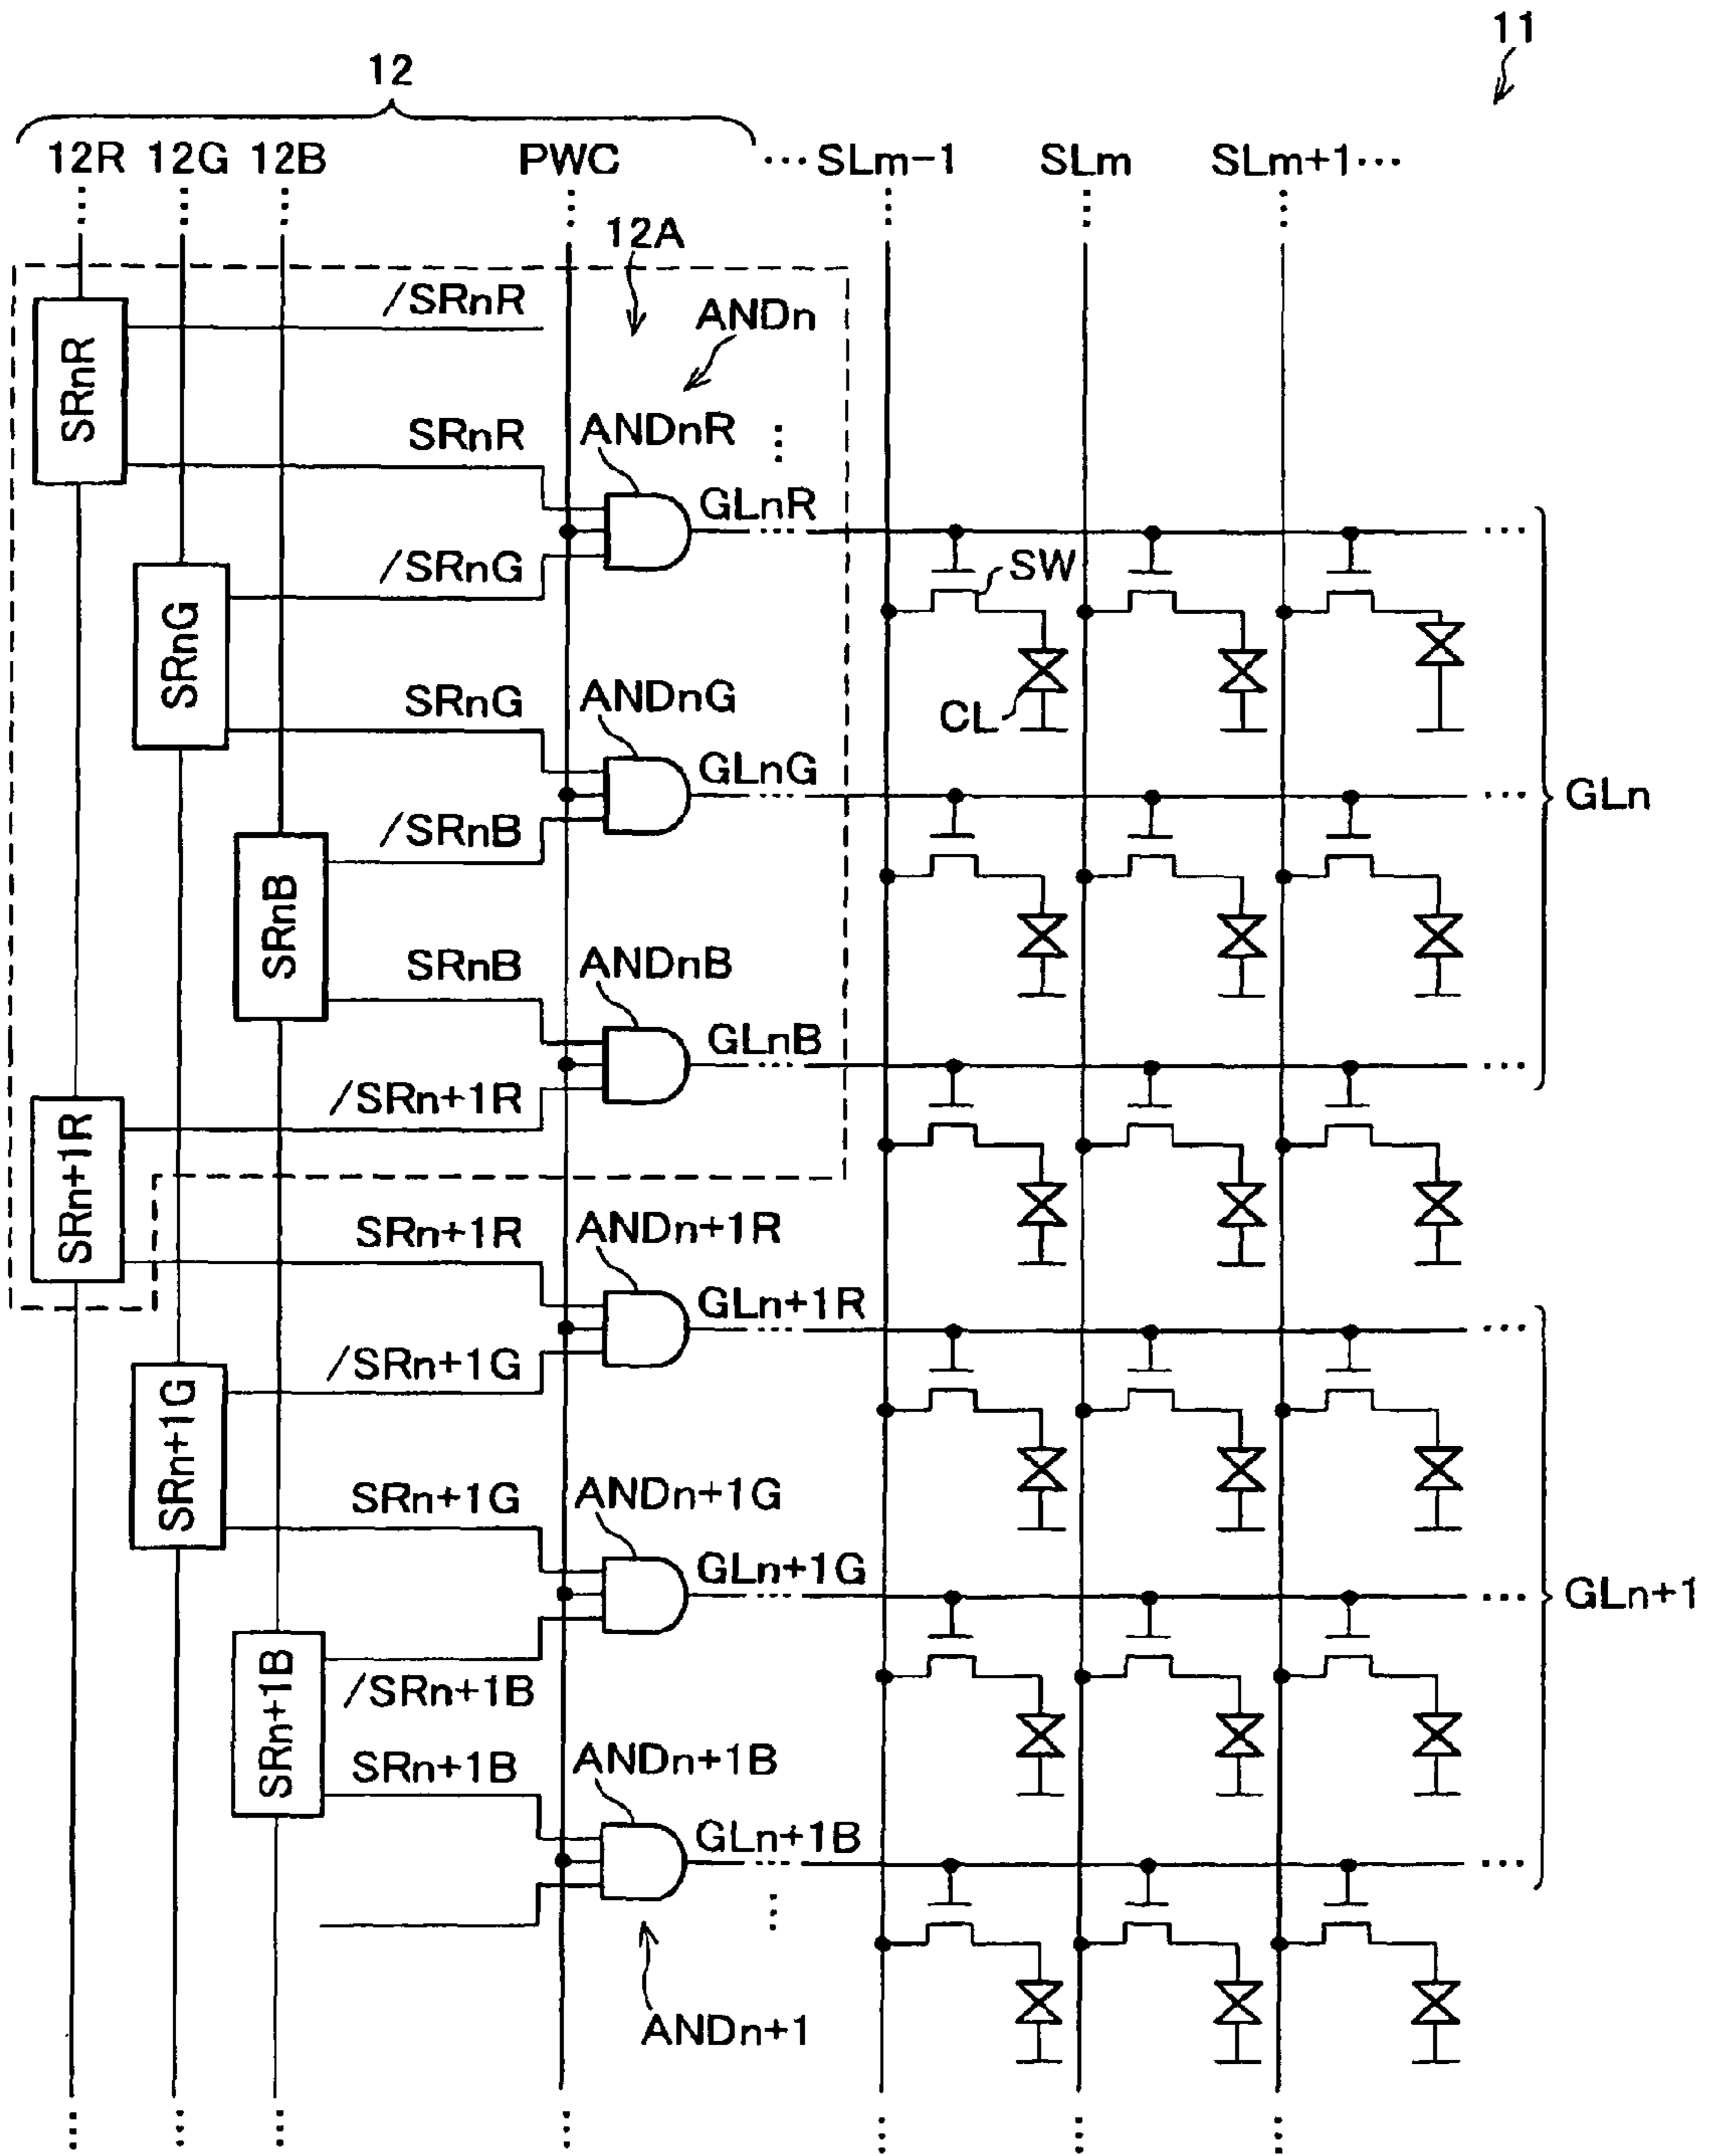 11
12
12R 12G 12B PWC ···SLm-1 SLm SLm+1···
12A
/SRnR
ANDn
SRnR
SRnR
ANDnR
GLnR
/SRnG
SW
SRnG
SRnG
ANDnG
CL
GLnG
GLn
/SRnB
SRnB
SRnB
ANDnB
GLnB
/SRn+1R
SRn+1R
SRn+1R
ANDn+1R
GLn+1R
/SRn+1G
SRn+1G
SRn+1G
ANDn+1G
GLn+1G
GLn+1
/SRn+1B
SRn+1B
SRn+1B
ANDn+1B
GLn+1B
ANDn+1